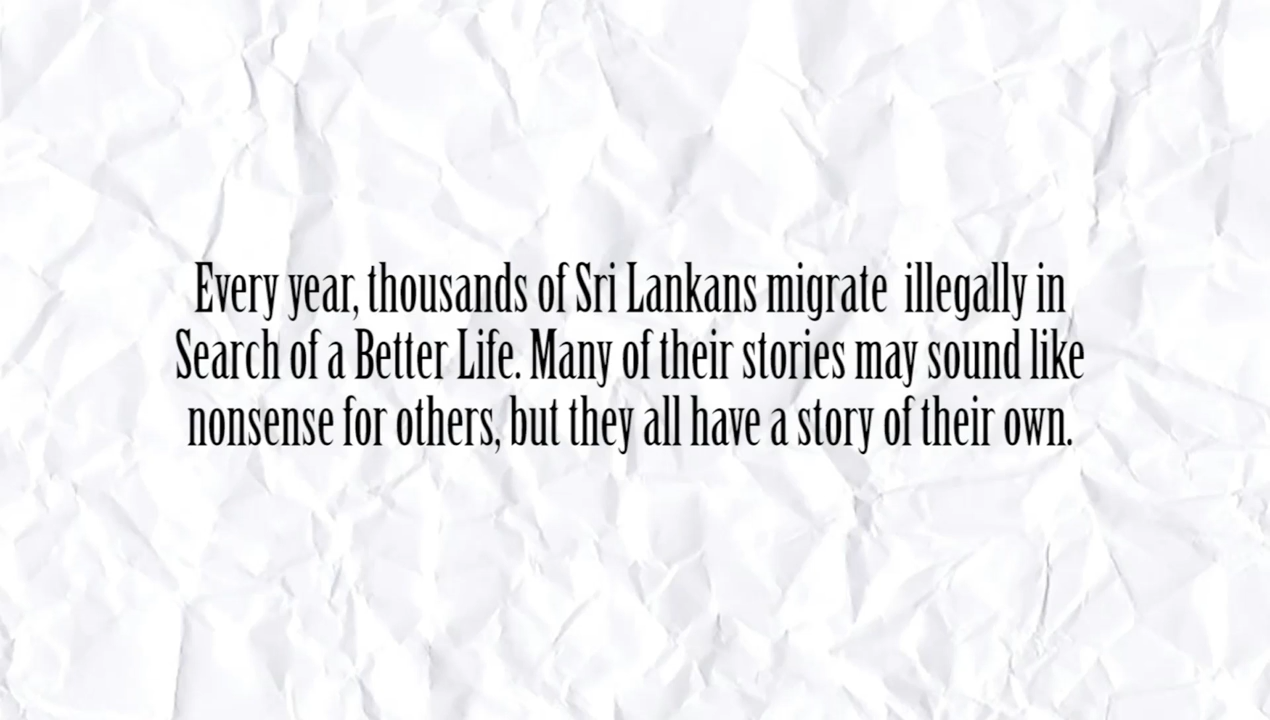 Every year, thousands of Sri Lankans migrate  illegally in
Search of a Better Life. Many of their stories may sound like
nonsense for others, but they all have a story of their own.